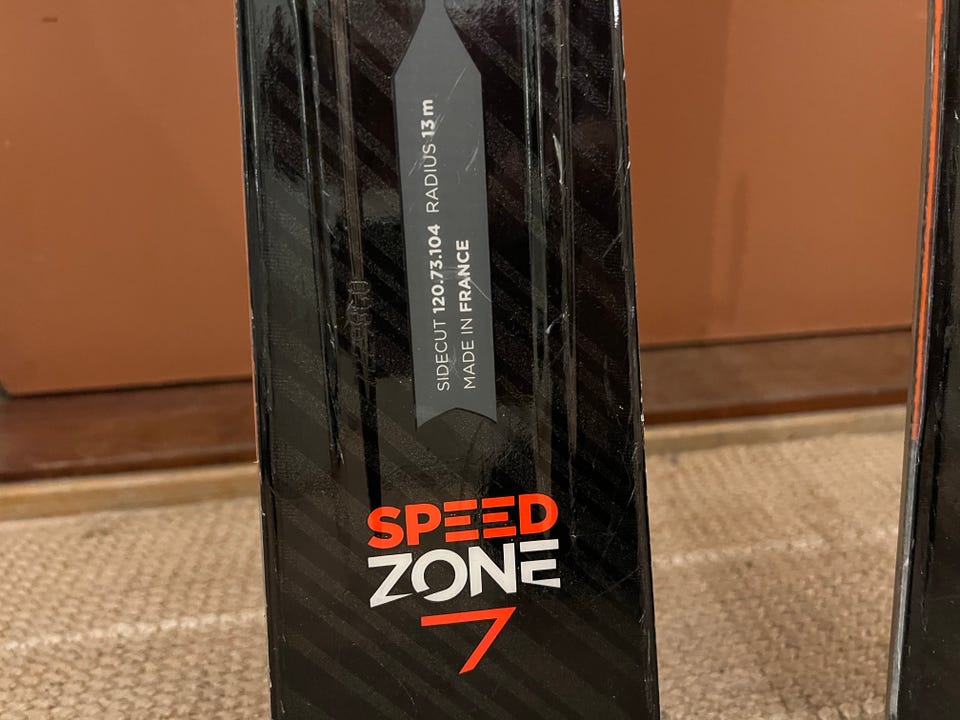 SIDECUT 120.73.104 RADIUS 13 m
MADE IN FRANCE
SPEED
ZONE
7